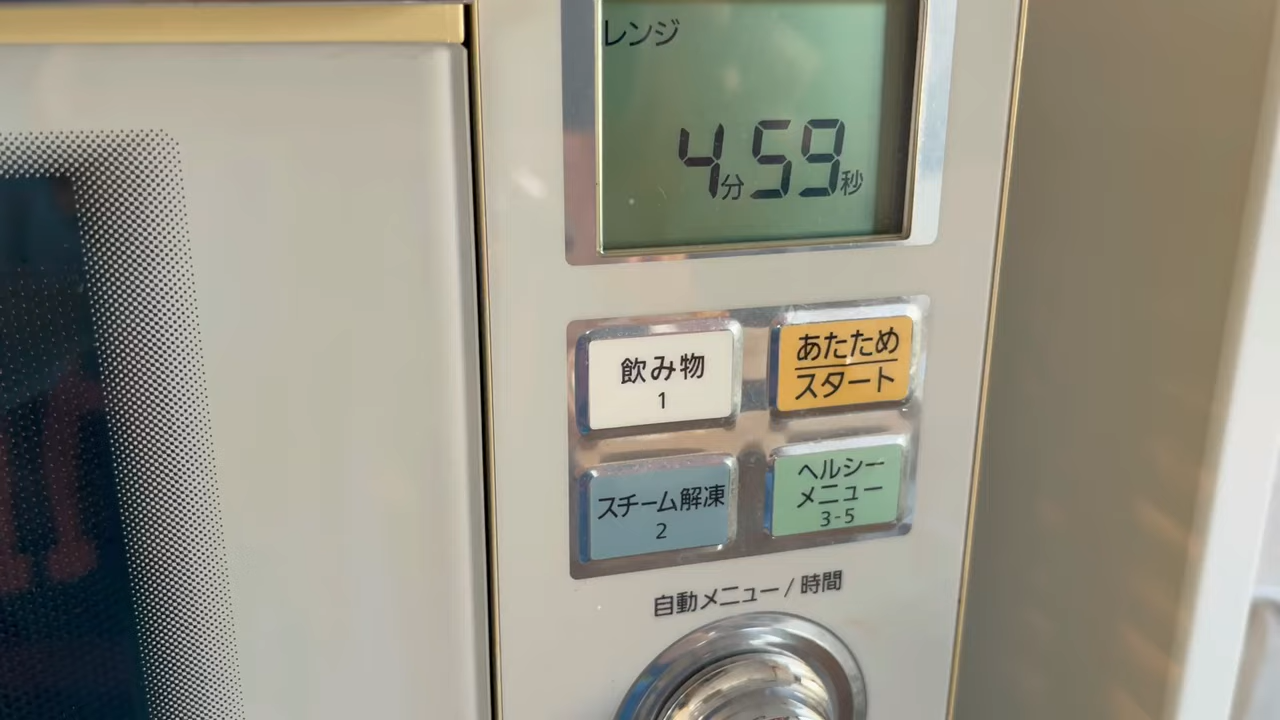 レンジ
4分59秒
飲み物
1
あたため
スタート
スチーム解凍
2
ヘルシー
メニュー
3-5
自動メニュー/時間